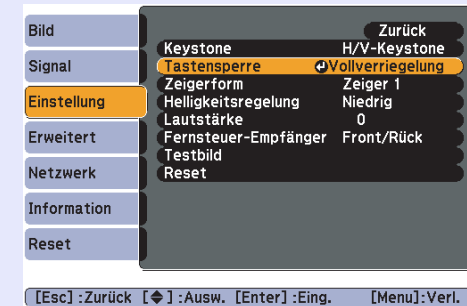 Bild
Signal
Einstellung
Erweitert
Netzwerk
Information
Reset
Zurück
Keystone H/V-Keystone
Tastensperre Vollverriegelung
Zeigerform Zeiger 1
Helligkeitsregelung Niedrig
Lautstärke 0
Fernsteuer-Empfänger Front/Rück
Testbild
Reset
[Esc] :Zurück [◆] :Ausw. [Enter] :Eing. [Menu]:Verl.